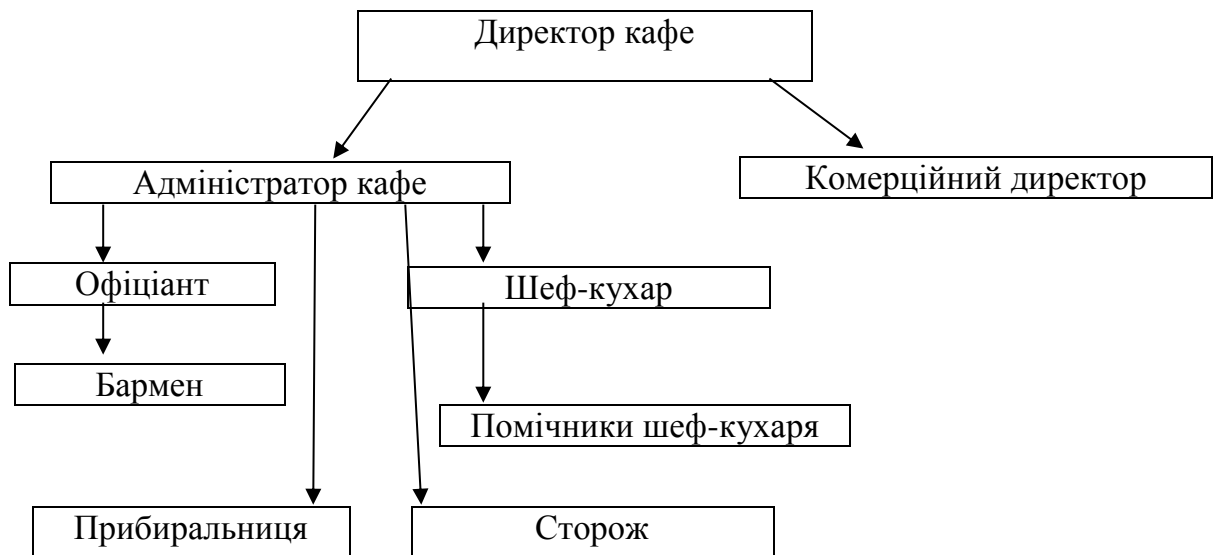 Директор кафе
Адміністратор кафе
Комерційний директор
Офіціант
Шеф-кухар
Бармен
Помічники шеф-кухаря
Прибиральниця
Сторож